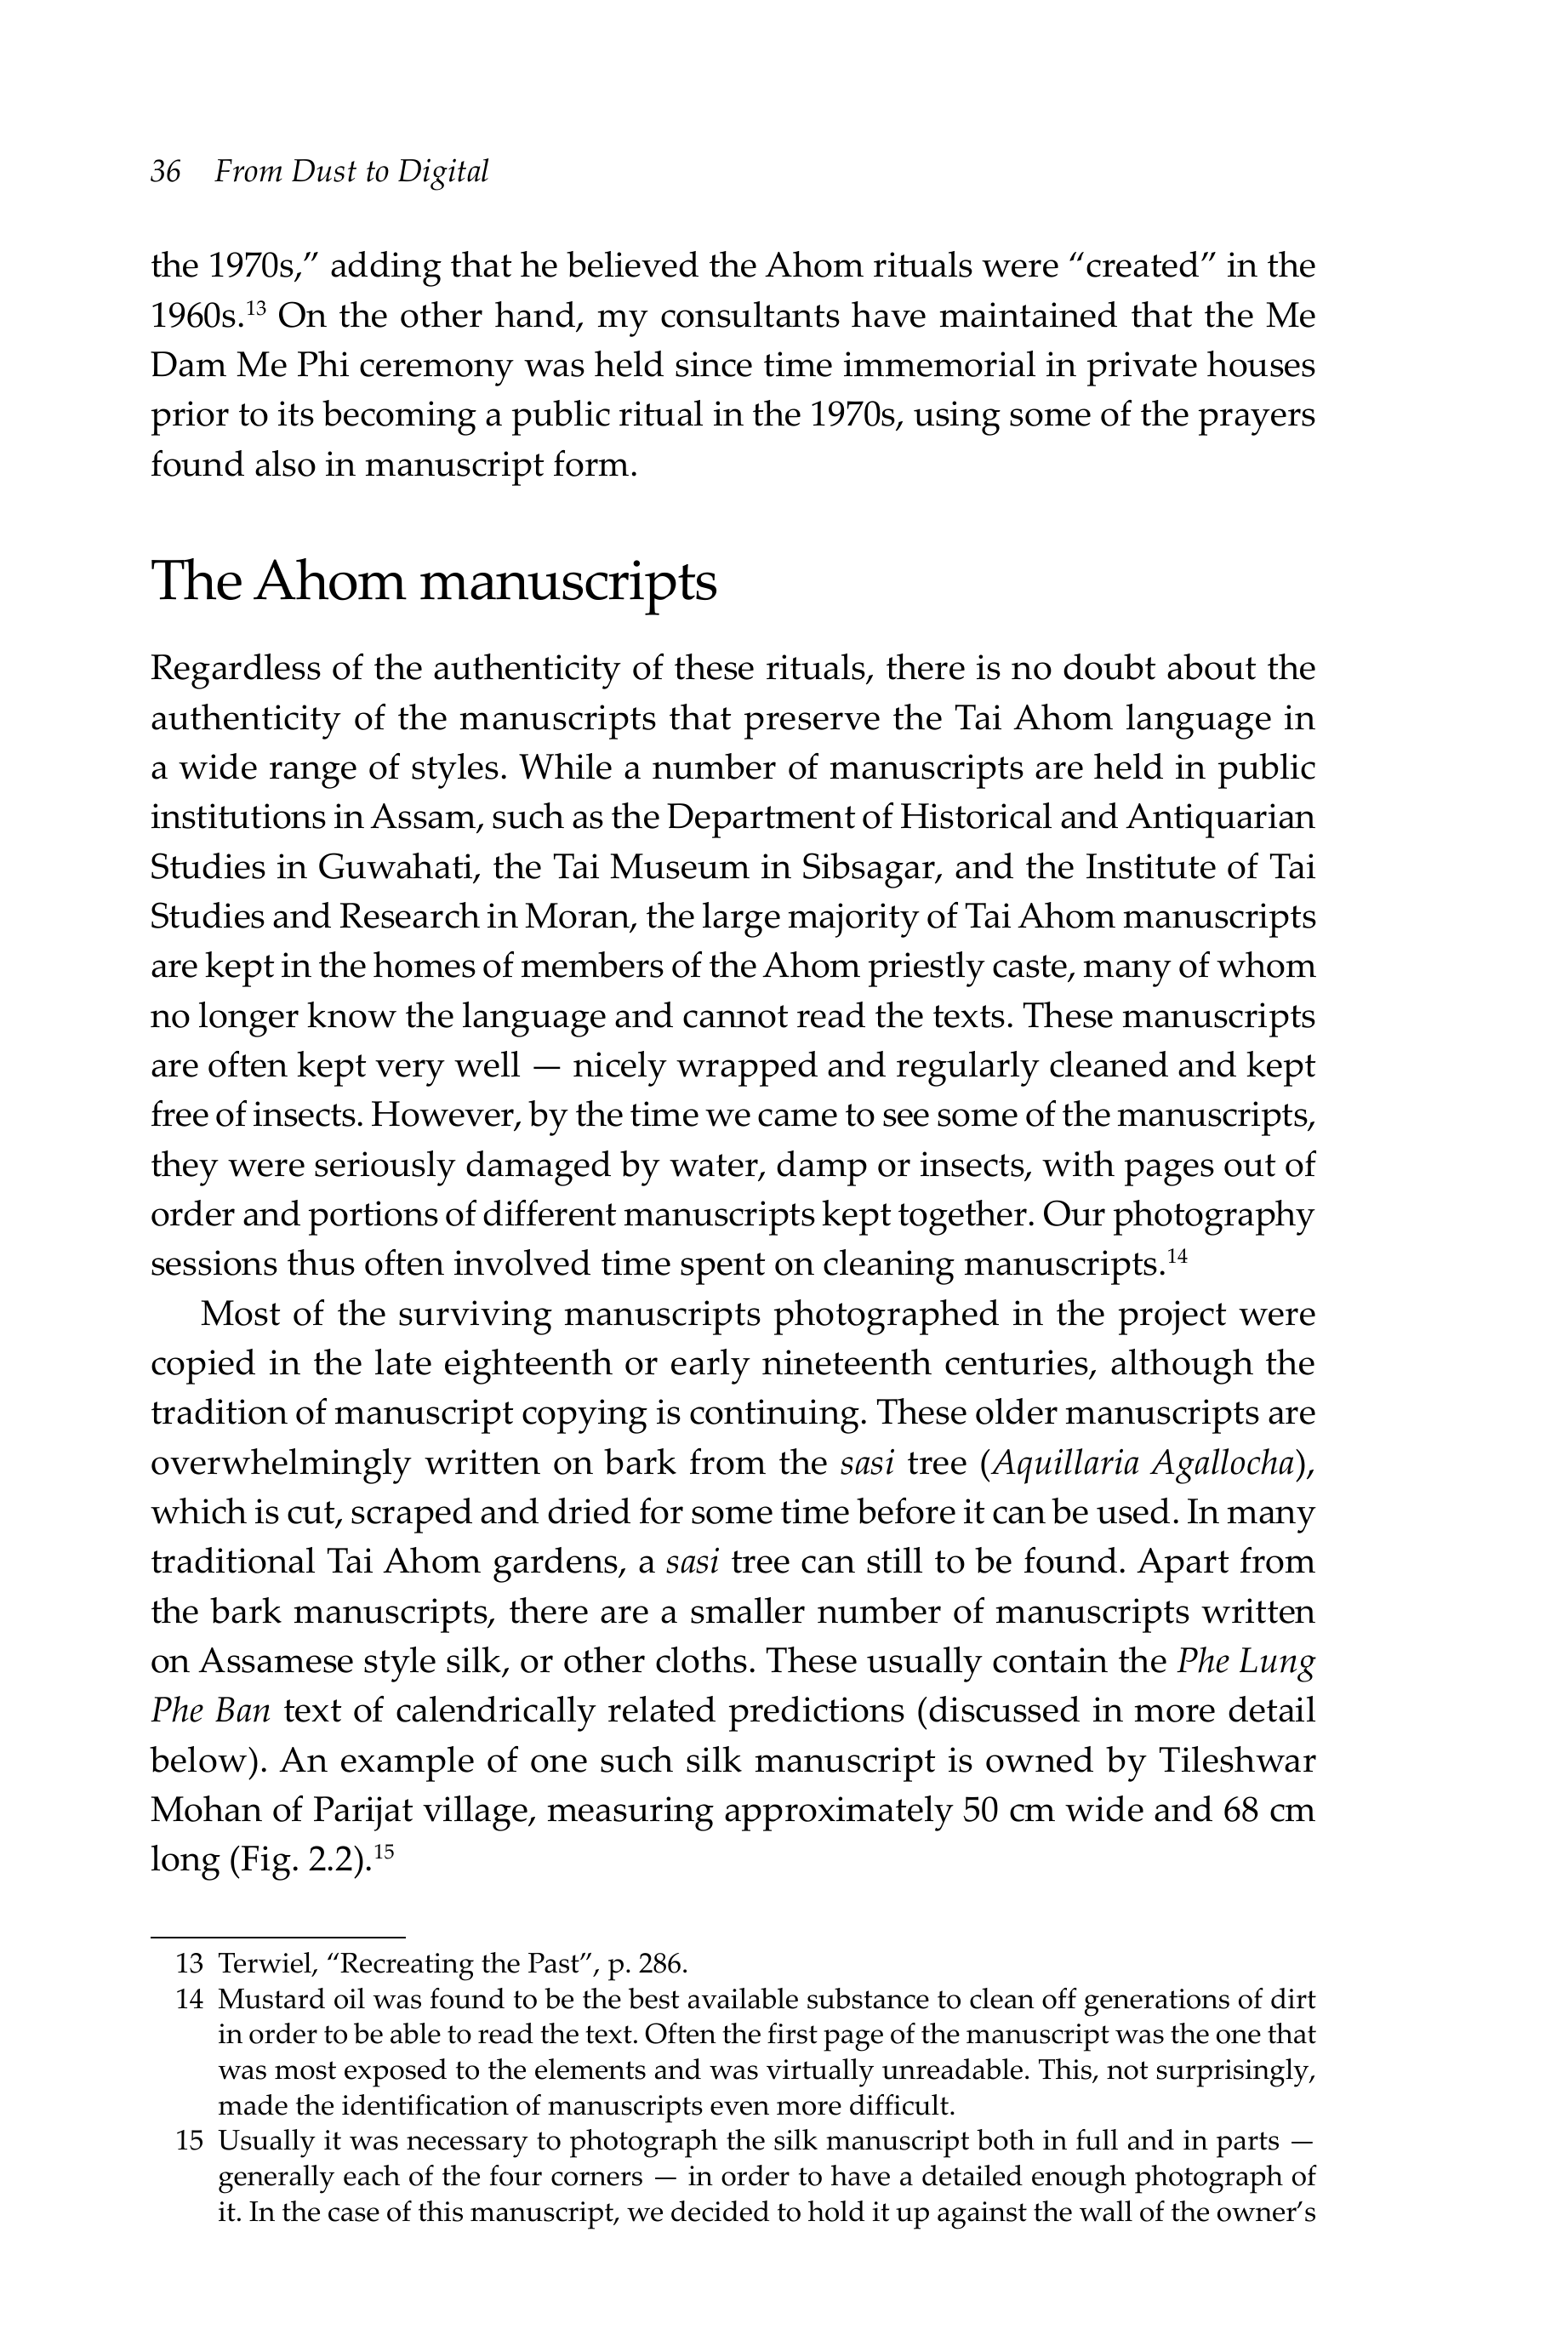 36 From Dust to Digital
the 1970s,” adding that he believed the Ahom rituals were “created” in the
1960s.13 On the other hand, my consultants have maintained that the Me
Dam Me Phi ceremony was held since time immemorial in private houses
prior to its becoming a public ritual in the 1970s, using some of the prayers
found also in manuscript form.
The Ahom manuscripts
Regardless of the authenticity of these rituals, there is no doubt about the
authenticity of the manuscripts that preserve the Tai Ahom language in
a wide range of styles. While a number of manuscripts are held in public
institutions in Assam, such as the Department of Historical and Antiquarian
Studies in Guwahati, the Tai Museum in Sibsagar, and the Institute of Tai
Studies and Research in Moran, the large majority of Tai Ahom manuscripts
are kept in the homes of members of the Ahom priestly caste, many of whom
no longer know the language and cannot read the texts. These manuscripts
are often kept very well — nicely wrapped and regularly cleaned and kept
free of insects. However, by the time we came to see some of the manuscripts,
they were seriously damaged by water, damp or insects, with pages out of
order and portions of different manuscripts kept together. Our photography
sessions thus often involved time spent on cleaning manuscripts.14
Most of the surviving manuscripts photographed in the project were
copied in the late eighteenth or early nineteenth centuries, although the
tradition of manuscript copying is continuing. These older manuscripts are
overwhelmingly written on bark from the sasi tree (Aquillaria Agallocha),
which is cut, scraped and dried for some time before it can be used. In many
traditional Tai Ahom gardens, a sasi tree can still to be found. Apart from
the bark manuscripts, there are a smaller number of manuscripts written
on Assamese style silk, or other cloths. These usually contain the Phe Lung
Phe Ban text of calendrically related predictions (discussed in more detail
below). An example of one such silk manuscript is owned by Tileshwar
Mohan of Parijat village, measuring approximately 50 cm wide and 68 cm
long (Fig. 2.2).15
13 Terwiel, “Recreating the Past”, p. 286.
14 Mustard oil was found to be the best available substance to clean off generations of dirt
in order to be able to read the text. Often the first page of the manuscript was the one that
was most exposed to the elements and was virtually unreadable. This, not surprisingly,
made the identification of manuscripts even more difficult.
15 Usually it was necessary to photograph the silk manuscript both in full and in parts —
generally each of the four corners — in order to have a detailed enough photograph of
it. In the case of this manuscript, we decided to hold it up against the wall of the owner’s